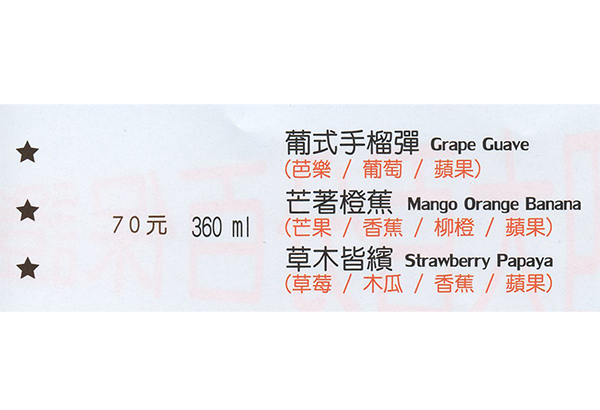 ★ 葡式手榴彈 Grape Guave
(芭樂 / 葡萄 / 蘋果)
★ 70元 360 ml 芒著橙蕉 Mango Orange Banana
(芒果 / 香蕉 / 柳橙 / 蘋果)
★ 草木皆繽 Strawberry Papaya
(草莓 / 木瓜 / 香蕉 / 蘋果)